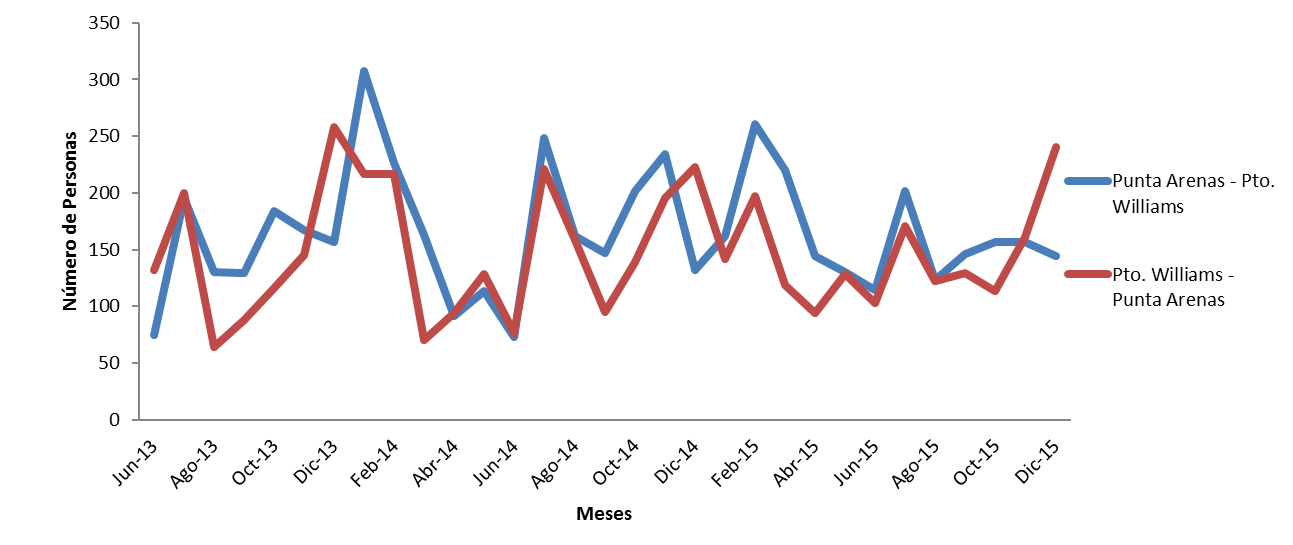 350
300
250
200
150
100
50
0
Número de Personas
Jun-13
Ago-13
Oct-13
Dic-13
Feb-14
Abr-14
Jun-14
Ago-14
Oct-14
Dic-14
Feb-15
Abr-15
Jun-15
Ago-15
Oct-15
Dic-15
Meses
Punta Arenas - Pto.
Williams
Pto. Williams -
Punta Arenas